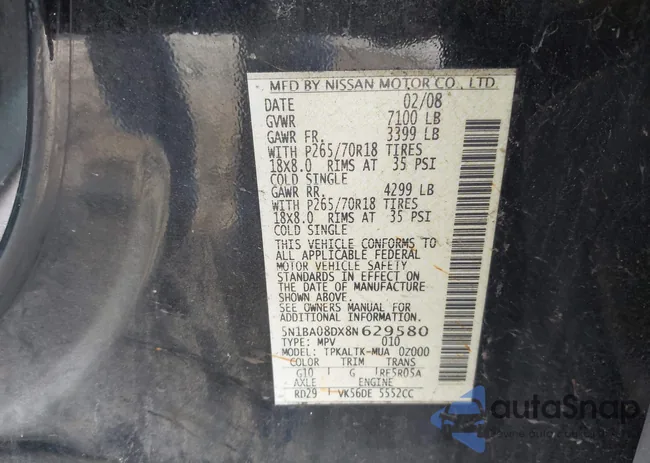 MFD BY NISSAN MOTOR CO., LTD.
DATE 02/08
GVWR 7100 LB
GAWR FR. 3399 LB
WITH P265/70R18 TIRES
18X8.0 RIMS AT 35 PSI
COLD SINGLE
GAWR RR. 4299 LB
WITH P265/70R18 TIRES
18X8.0 RIMS AT 35 PSI
COLD SINGLE
THIS VEHICLE CONFORMS TO
ALL APPLICABLE FEDERAL
MOTOR VEHICLE SAFETY
STANDARDS IN EFFECT ON
THE DATE OF MANUFACTURE
SHOWN ABOVE.
SEE OWNERS MANUAL FOR
ADDITIONAL INFORMATION.
5N1BA08DX8N629580
TYPE: MPV 010
MODEL: TPKALTK-MUA 0Z000
COLOR TRIM TRANS
G10 G RE5R05A
AXLE ENGINE
RD29 VK56DE 5552CC
autoSnap